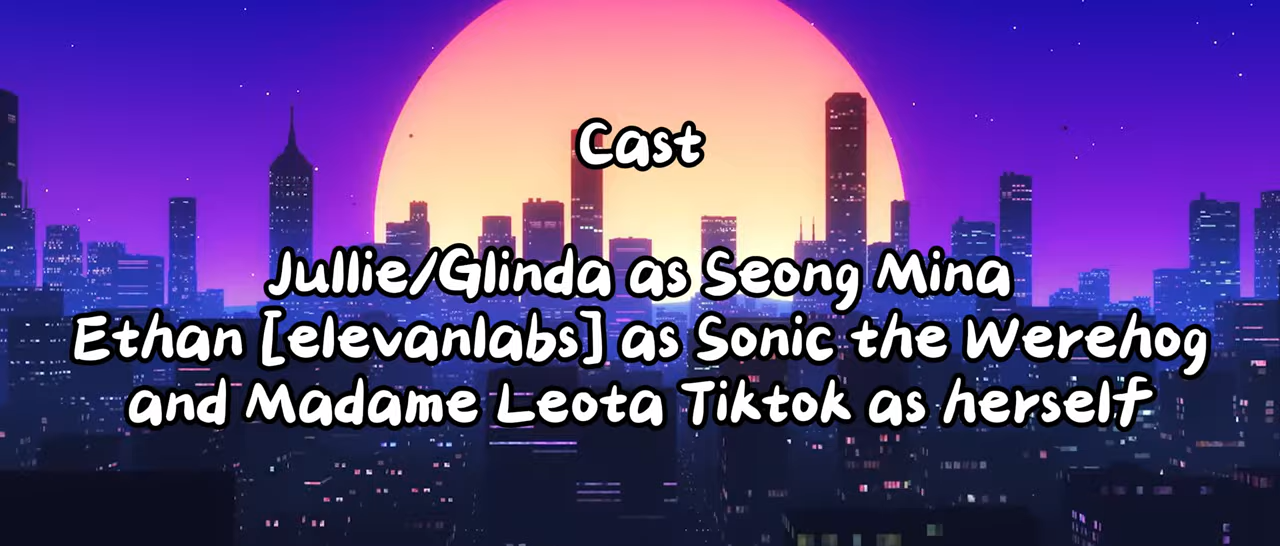 Cast
Jullie/Glinda as Seong Mina
Ethan [elevanlabs] as Sonic the Werehog
and Madame Leota Tiktok as herself